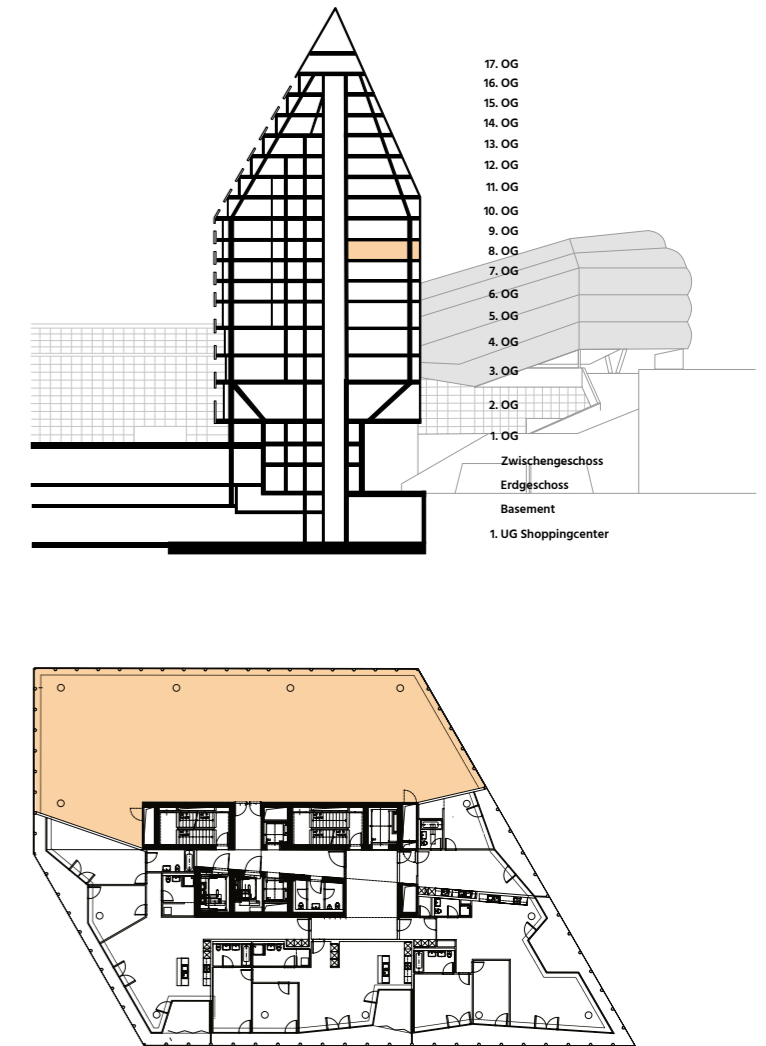 17. OG
16. OG
15. OG
14. OG
13. OG
12. OG
11. OG
10. OG
9. OG
8. OG
7. OG
6. OG
5. OG
4. OG
3. OG
2. OG
1. OG
Zwischengeschoss
Erdgeschoss
Basement
1. UG Shoppingcenter